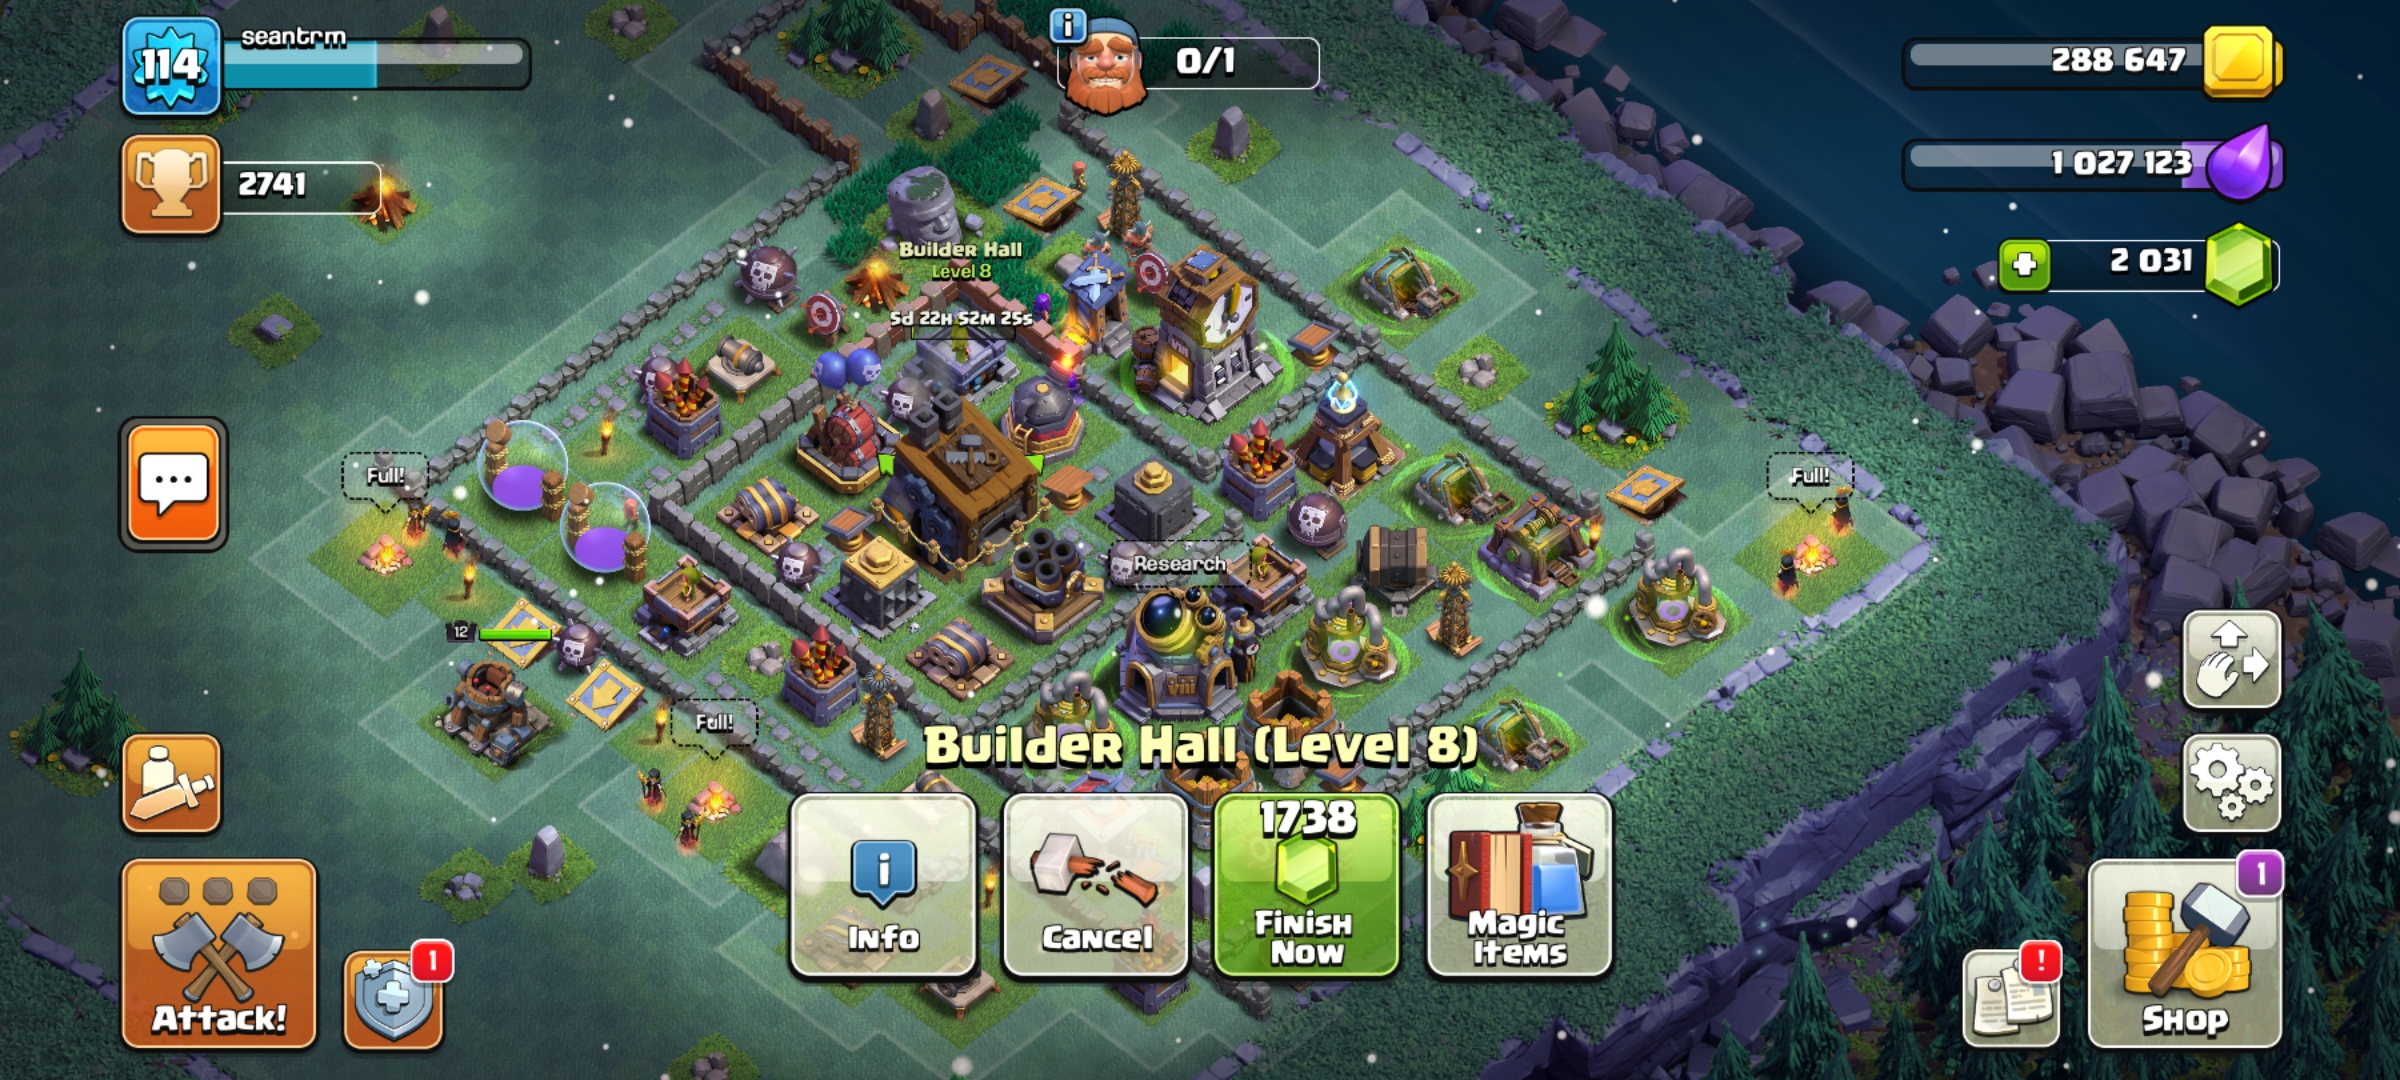 114
seantrm
0/1
288 647
1 027 123
2741
2 031
Builder Hall
Level 8
5d 22H 52M 25s
Full!
Full!
Research
12
VIII
Full!
Builder Hall (Level 8)
Info
Cancel
1738
Finish
Now
Magic
Items
Attack!
1
!
1
Shop